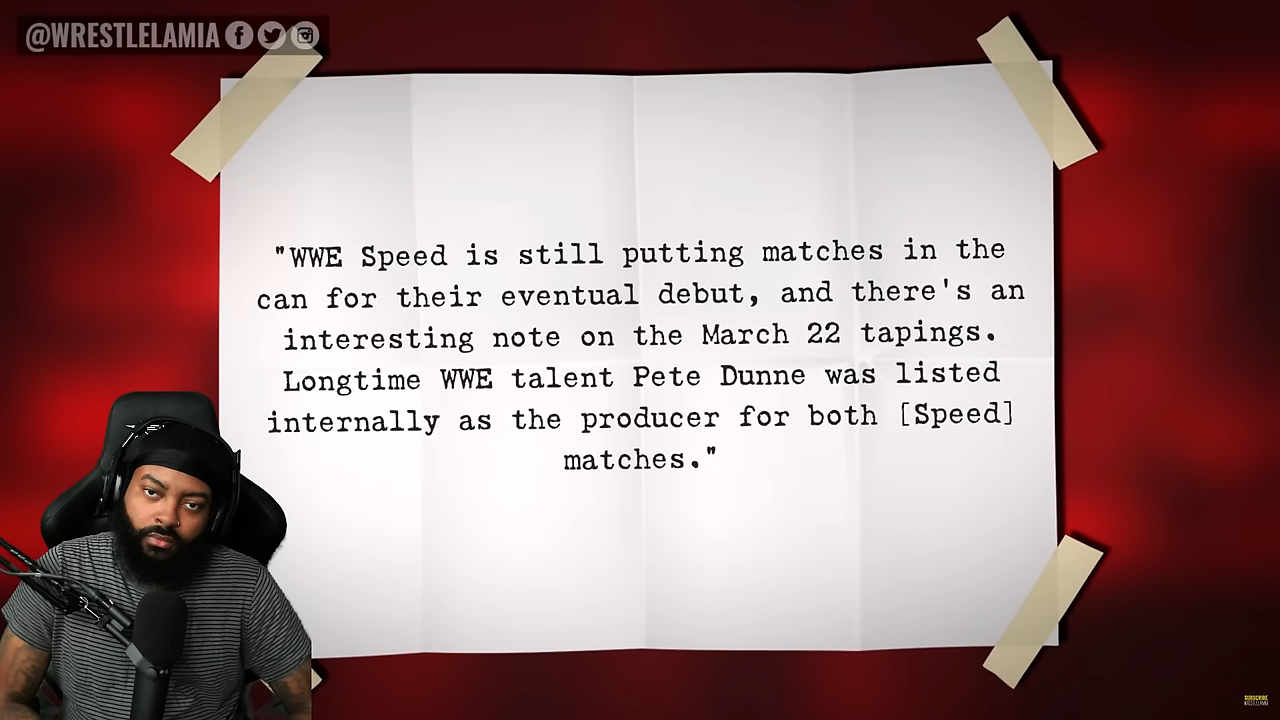 @WRESTLELAMIA
"WWE Speed is still putting matches in the
can for their eventual debut, and there's an
interesting note on the March 22 tapings.
Longtime WWE talent Pete Dunne was listed
internally as the producer for both [Speed]
matches."
SUBSCRIBE
WRESTLELAMIA